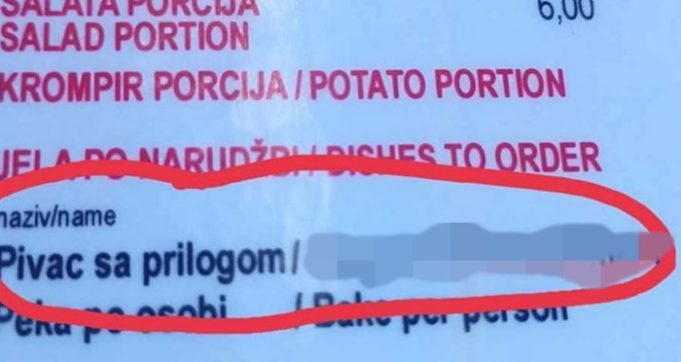 SALATA PORCIJA 6,00
SALAD PORTION
KROMPIR PORCIJA / POTATO PORTION
JELA PO NARUDŽBI / DISHES TO ORDER
naziv/name
Pivac sa prilogom /
Peka po osobi / Bake per person